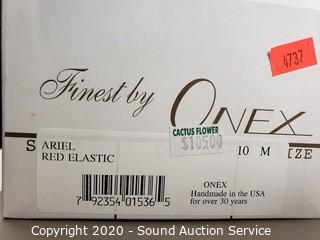 4737
Finest by ONEX
CACTUS FLOWER
$105.00
S 10 M IZE
ARIEL
RED ELASTIC
7 92354 01536 5
ONEX
Handmade in the USA
for over 30 years
Copyright 2020 - Sound Auction Service